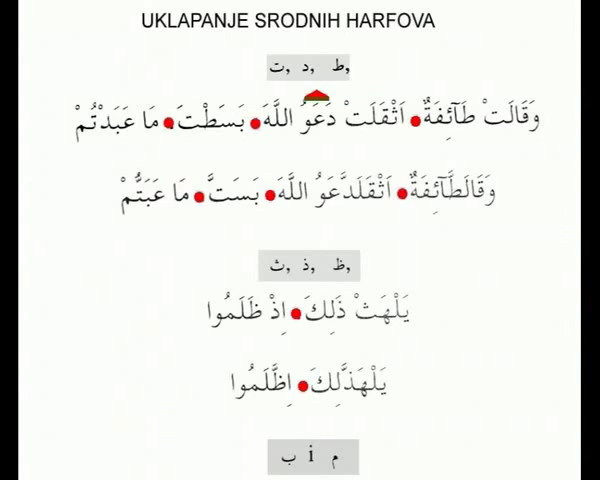 UKLAPANJE SRODNIH HARFOVA
ط, د, ت,
وَقَالَتْ طَآئِفَةٌ • اَثْقَلَتْ دَعَوُ اللَّهَ • بَسَطْتَ • مَا عَبَدْتُمْ
وَقَالَطَّآئِفَةٌ • اَثْقَلَدَّعَوُ اللَّهَ • بَسَتَّ • مَا عَبَتُّمْ
ظ, ذ, ث,
يَلْهَثْ ذَلِكَ • اِذْ ظَلَمُوا
يَلْهَذَّلِكَ • اِظَّلَمُوا
م i ب